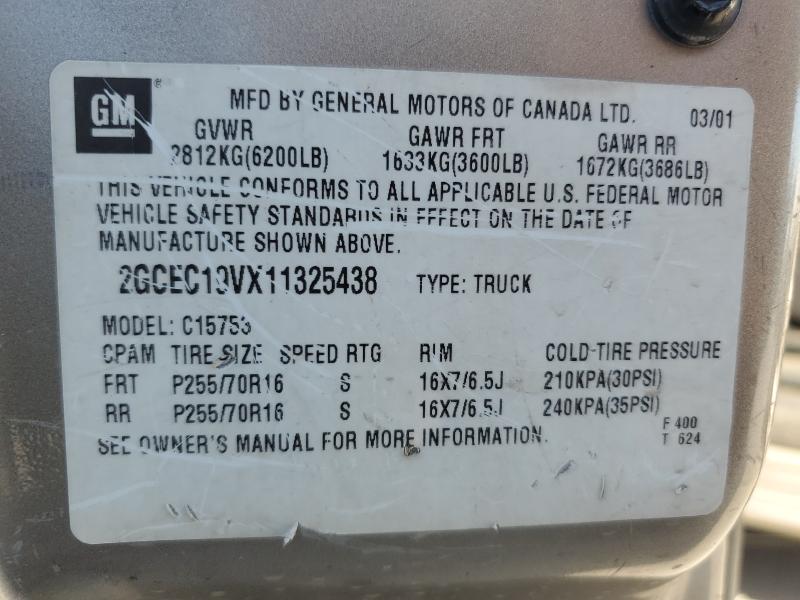 GM
MFD BY GENERAL MOTORS OF CANADA LTD. 03/01
GVWR GAWR FRT GAWR RR
2812KG(6200LB) 1633KG(3600LB) 1672KG(3686LB)
THIS VEHICLE CONFORMS TO ALL APPLICABLE U.S. FEDERAL MOTOR
VEHICLE SAFETY STANDARDS IN EFFECT ON THE DATE OF
MANUFACTURE SHOWN ABOVE.
2GCEC19VX11325438 TYPE: TRUCK
MODEL: C15753
CPAM TIRE SIZE SPEED RTG RIM COLD-TIRE PRESSURE
FRT P255/70R16 S 16X7/6.5J 210KPA(30PSI)
RR P255/70R16 S 16X7/6.5J 240KPA(35PSI)
SEE OWNER'S MANUAL FOR MORE INFORMATION.
F 400
T 624